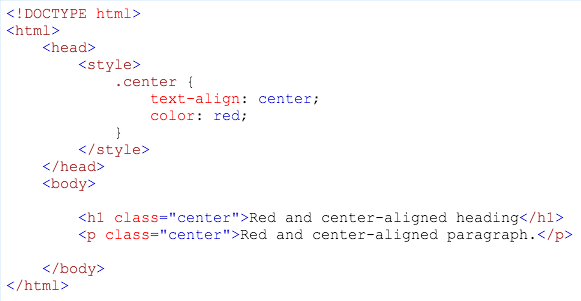 <!DOCTYPE html>
<html>
    <head>
        <style>
            .center {
                text-align: center;
                color: red;
            }
        </style>
    </head>
    <body>

        <h1 class="center">Red and center-aligned heading</h1>
        <p class="center">Red and center-aligned paragraph.</p>

    </body>
</html>